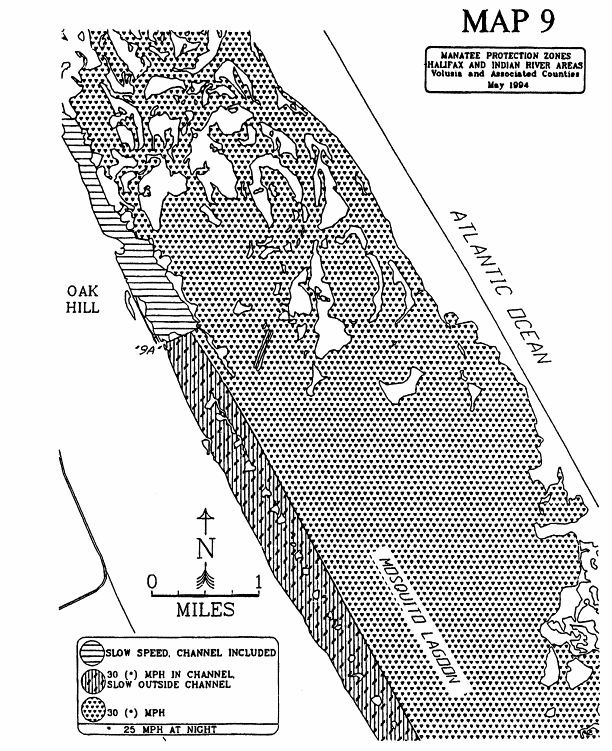 MAP 9
MANATEE PROTECTION ZONES
HALIFAX AND INDIAN RIVER AREAS
Volusia and Associated Counties
May 1994
ATLANTIC OCEAN
OAK
HILL
*9A
N
0 1
MILES
MOSQUITO LAGOON
SLOW SPEED, CHANNEL INCLUDED
30 (*) MPH IN CHANNEL,
SLOW OUTSIDE CHANNEL
30 (*) MPH
* 25 MPH AT NIGHT